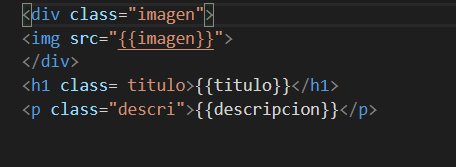 <div class="imagen">
<img src="{{imagen}}">
</div>
<h1 class= titulo>{{titulo}}</h1>
<p class="descri">{{descripcion}}</p>